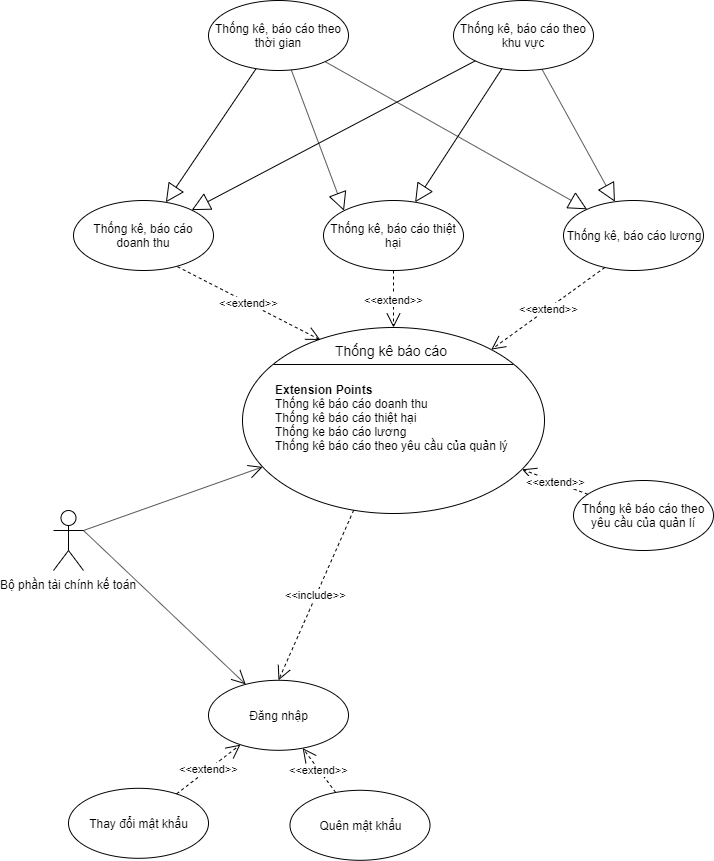 Thống kê, báo cáo theo
thời gian
Thống kê, báo cáo theo
khu vực
Thống kê, báo cáo
doanh thu
Thống kê, báo cáo thiệt
hại
Thống kê, báo cáo lương
<<extend>>
<<extend>>
<<extend>>
Thống kê báo cáo
Extension Points
Thống kê báo cáo doanh thu
Thống kê báo cáo thiệt hại
Thống ke báo cáo lương
Thống kê báo cáo theo yêu cầu của quản lý
<<extend>>
Thống kê báo cáo theo
yêu cầu của quản lí
Bộ phần tài chính kế toán
<<include>>
Đăng nhập
<<extend>>
<<extend>>
Thay đổi mật khẩu
Quên mật khẩu